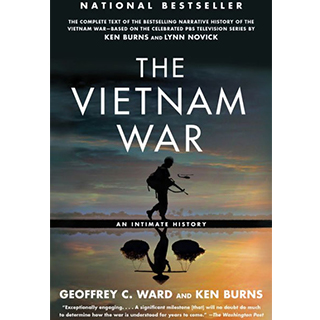 NATIONAL BESTSELLER
THE COMPLETE TEXT OF THE BESTSELLING NARRATIVE HISTORY OF THE
VIETNAM WAR—BASED ON THE CELEBRATED PBS TELEVISION SERIES BY
KEN BURNS AND LYNN NOVICK
THE
VIETNAM
WAR
AN INTIMATE HISTORY
GEOFFREY C. WARD AND KEN BURNS
"Exceptionally engaging. . . . A significant milestone [that] will no doubt do much
to determine how the war is understood for years to come." —The Washington Post